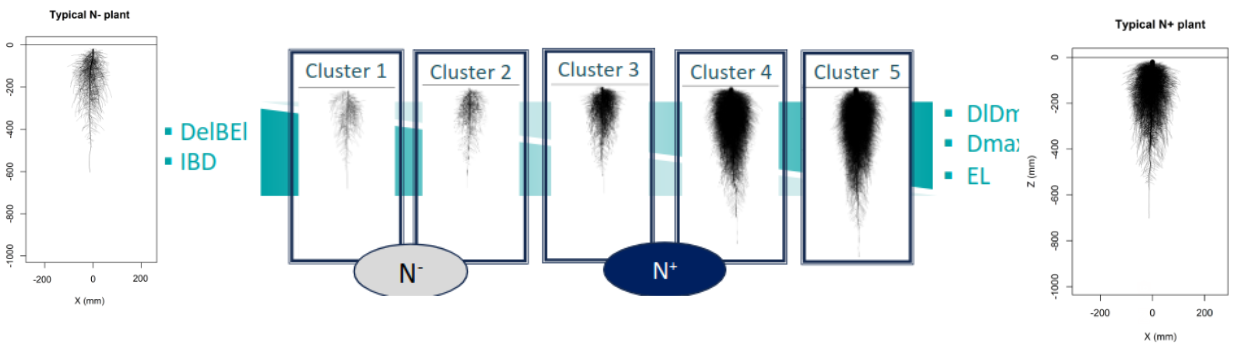 Typical N- plant
0
-200
-400
-600
-800
-1000
-200 0 200
X (mm)
▪ DelBEl
▪ IBD
Cluster 1
Cluster 2
Cluster 3
Cluster 4
Cluster 5
N⁻
N⁺
▪ DlDm
▪ Dmax
▪ EL
Typical N+ plant
Z (mm)
0
-200
-400
-600
-800
-1000
-200 0 200
X (mm)